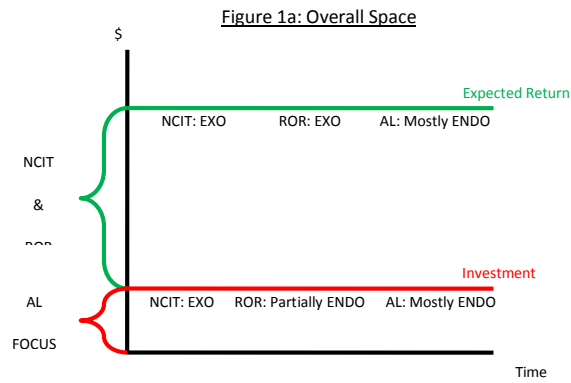 Figure 1a: Overall Space
$
Expected Return
NCIT: EXO ROR: EXO AL: Mostly ENDO
NCIT
&
Investment
NCIT: EXO ROR: Partially ENDO AL: Mostly ENDO
AL
FOCUS
Time